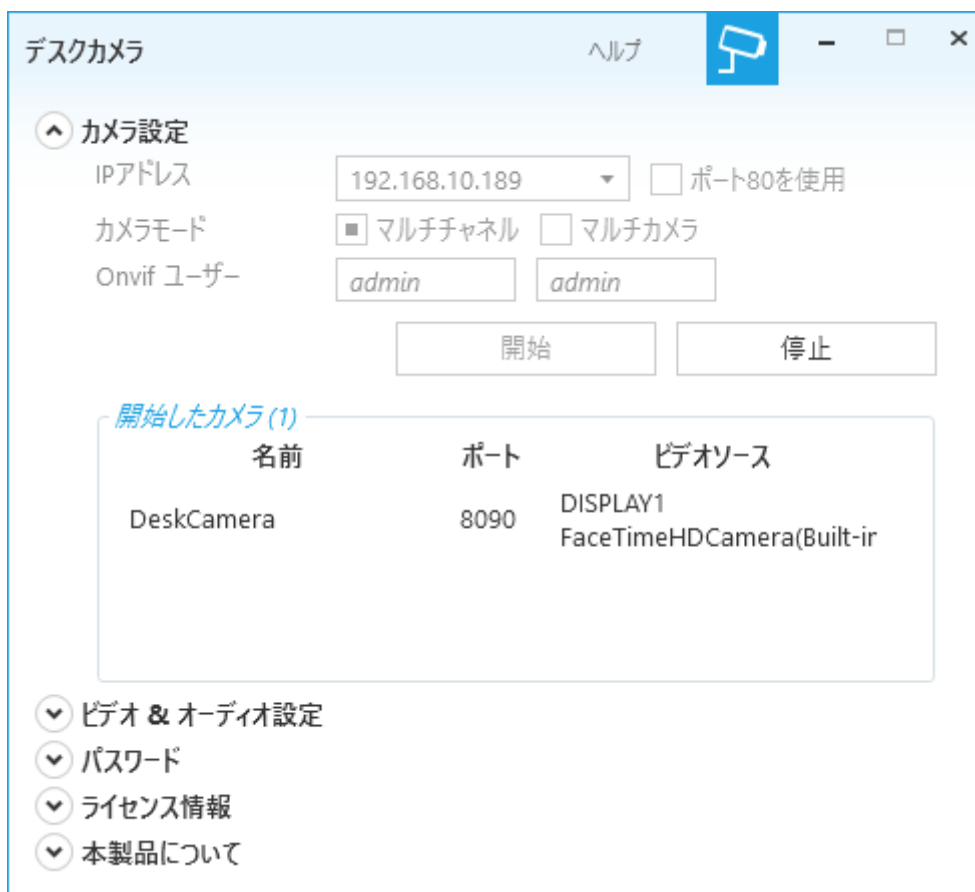 デスクカメラ ヘルプ
カメラ設定
IPアドレス 192.168.10.189 ポート80を使用
カメラモード マルチチャネル マルチカメラ
Onvif ユーザー admin admin
開始 停止
開始したカメラ (1)
名前 ポート ビデオソース
DeskCamera 8090 DISPLAY1
FaceTimeHDCamera(Built-ir
ビデオ & オーディオ設定
パスワード
ライセンス情報
本製品について